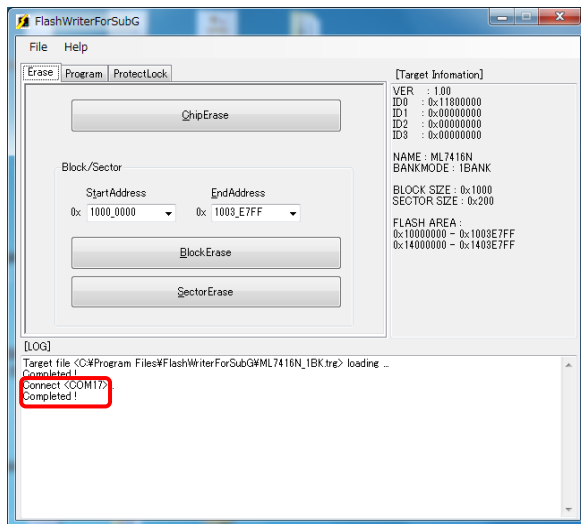 FlashWriterForSubG
File Help
Erase Program ProtectLock
ChipErase
Block/Sector
StartAddress EndAddress
0x 1000_0000 0x 1003_E7FF
BlockErase
SectorErase
[Target Infomation]
VER : 1.00
ID0 : 0x11800000
ID1 : 0x00000000
ID2 : 0x00000000
ID3 : 0x00000000
NAME : ML7416N
BANKMODE : 1BANK
BLOCK SIZE : 0x1000
SECTOR SIZE : 0x200
FLASH AREA :
0x10000000 - 0x1003E7FF
0x14000000 - 0x1403E7FF
[LOG]
Target file <C:¥Program Files¥FlashWriterForSubG¥ML7416N_1BK.trg> loading ...
Completed !
Connect <COM17> .
Completed !